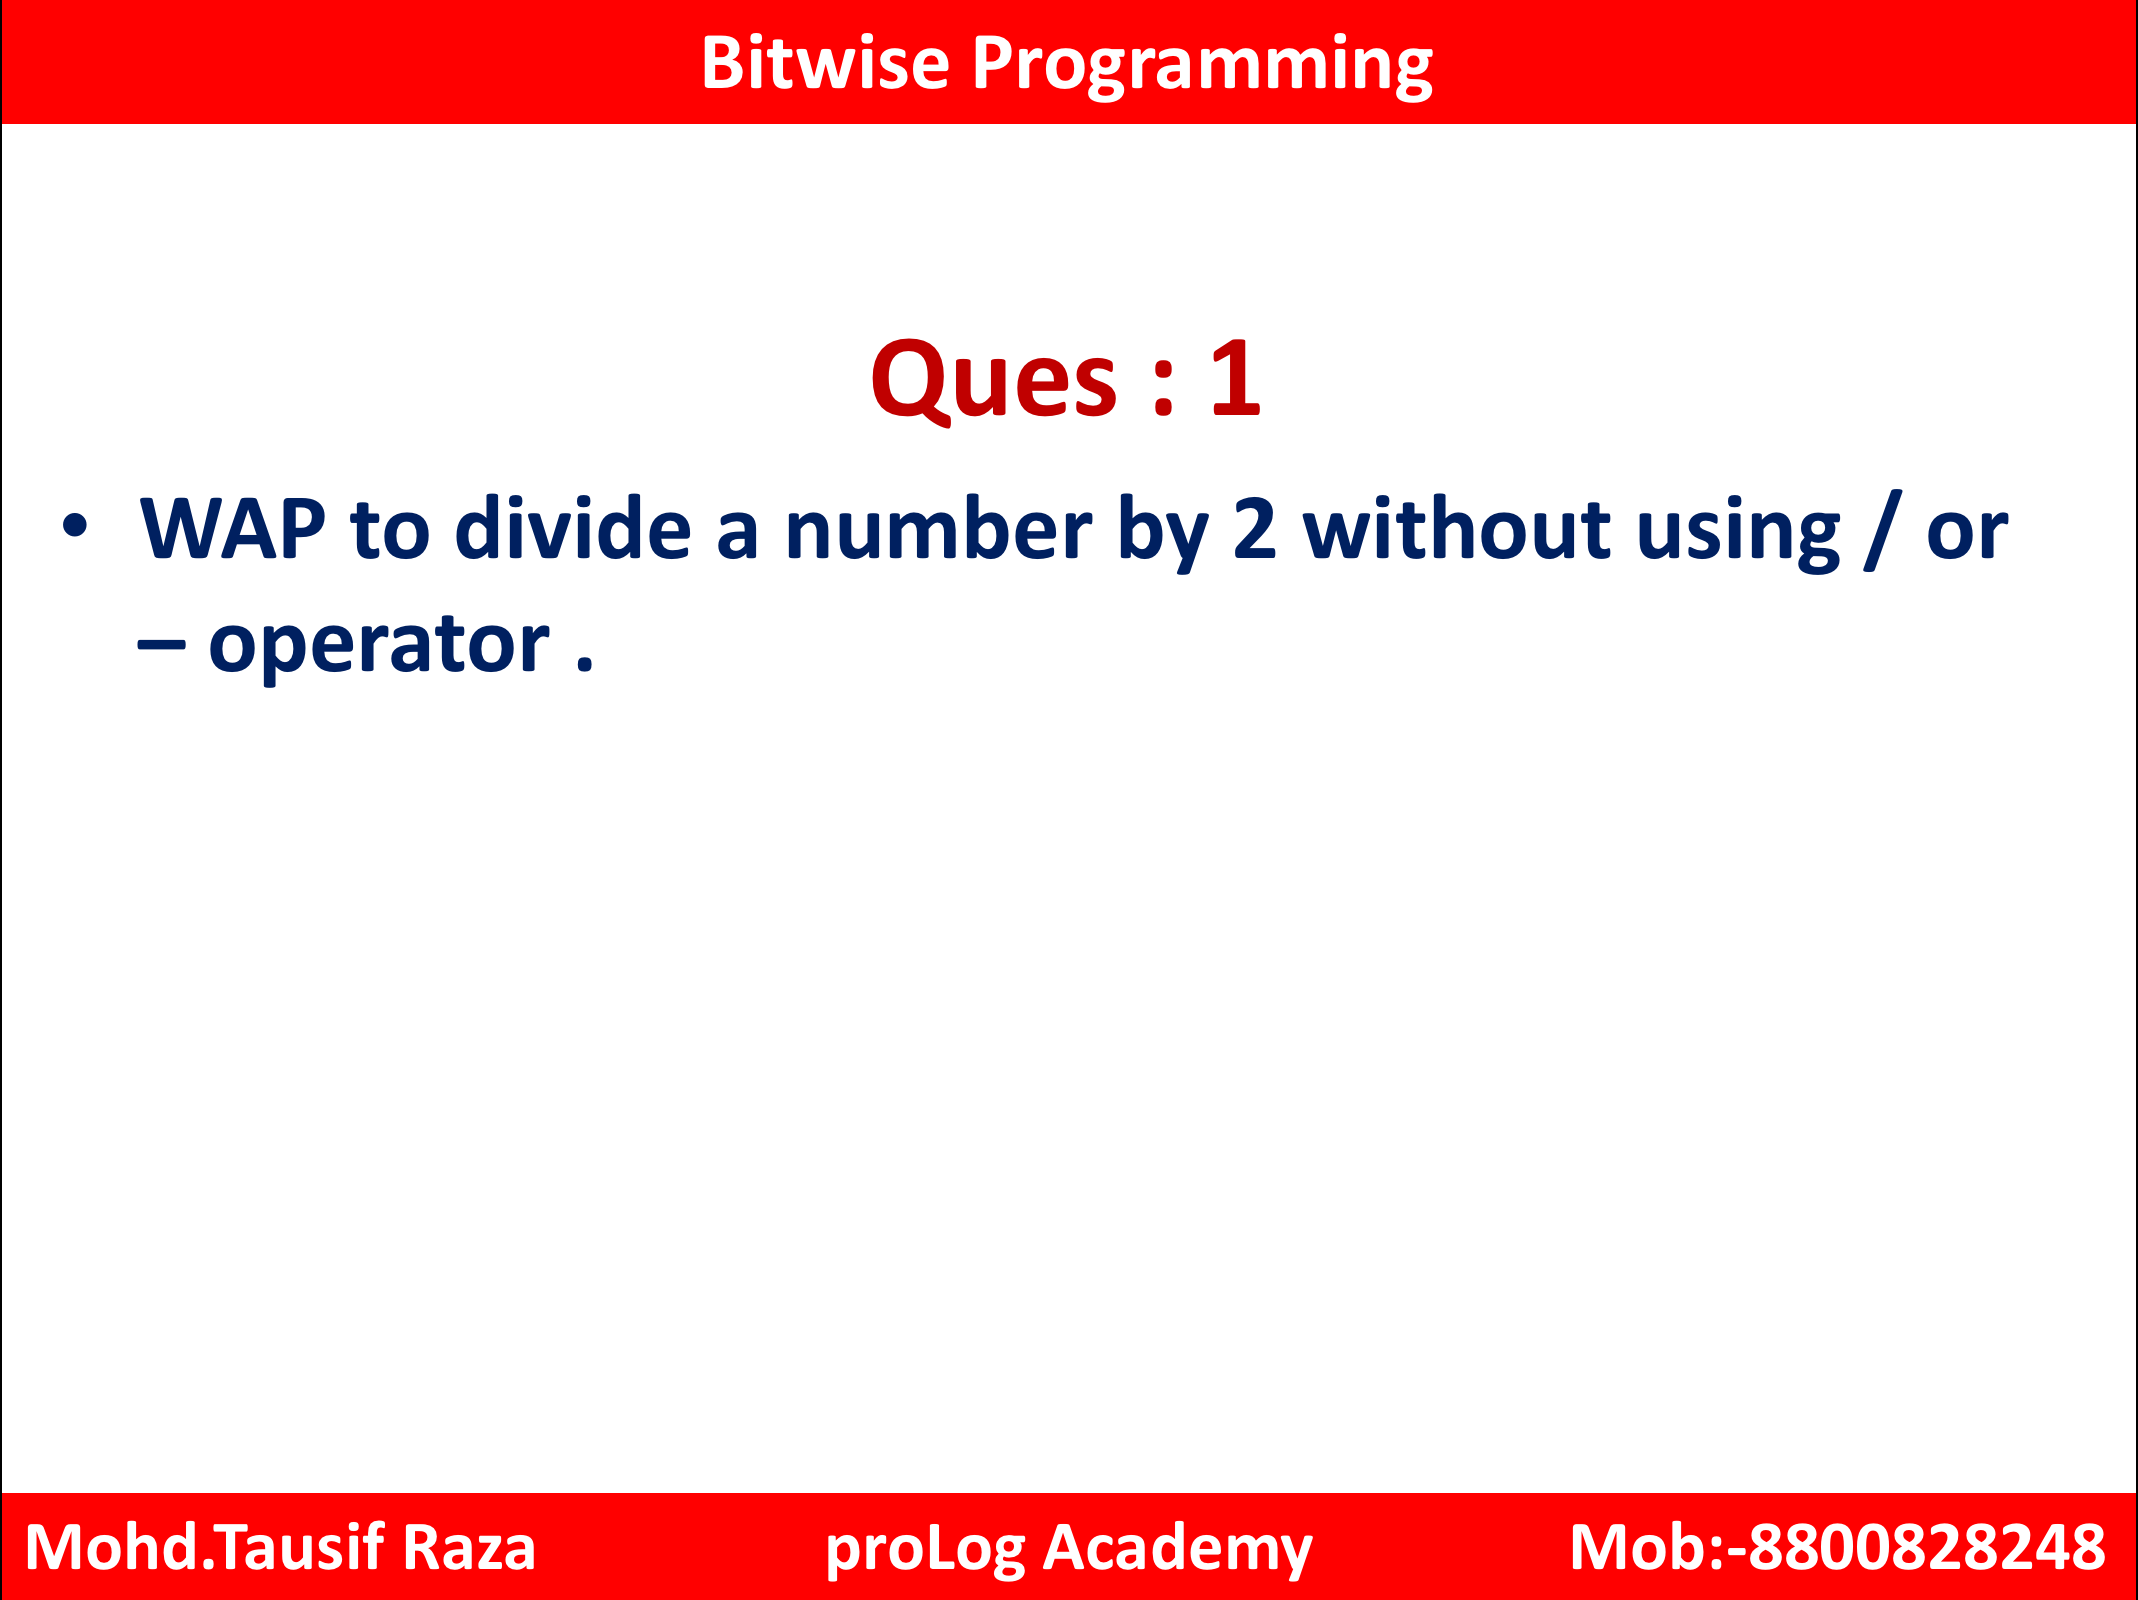 Bitwise Programming
Ques : 1
• WAP to divide a number by 2 without using / or
– operator .
Mohd.Tausif Raza proLog Academy Mob:-8800828248